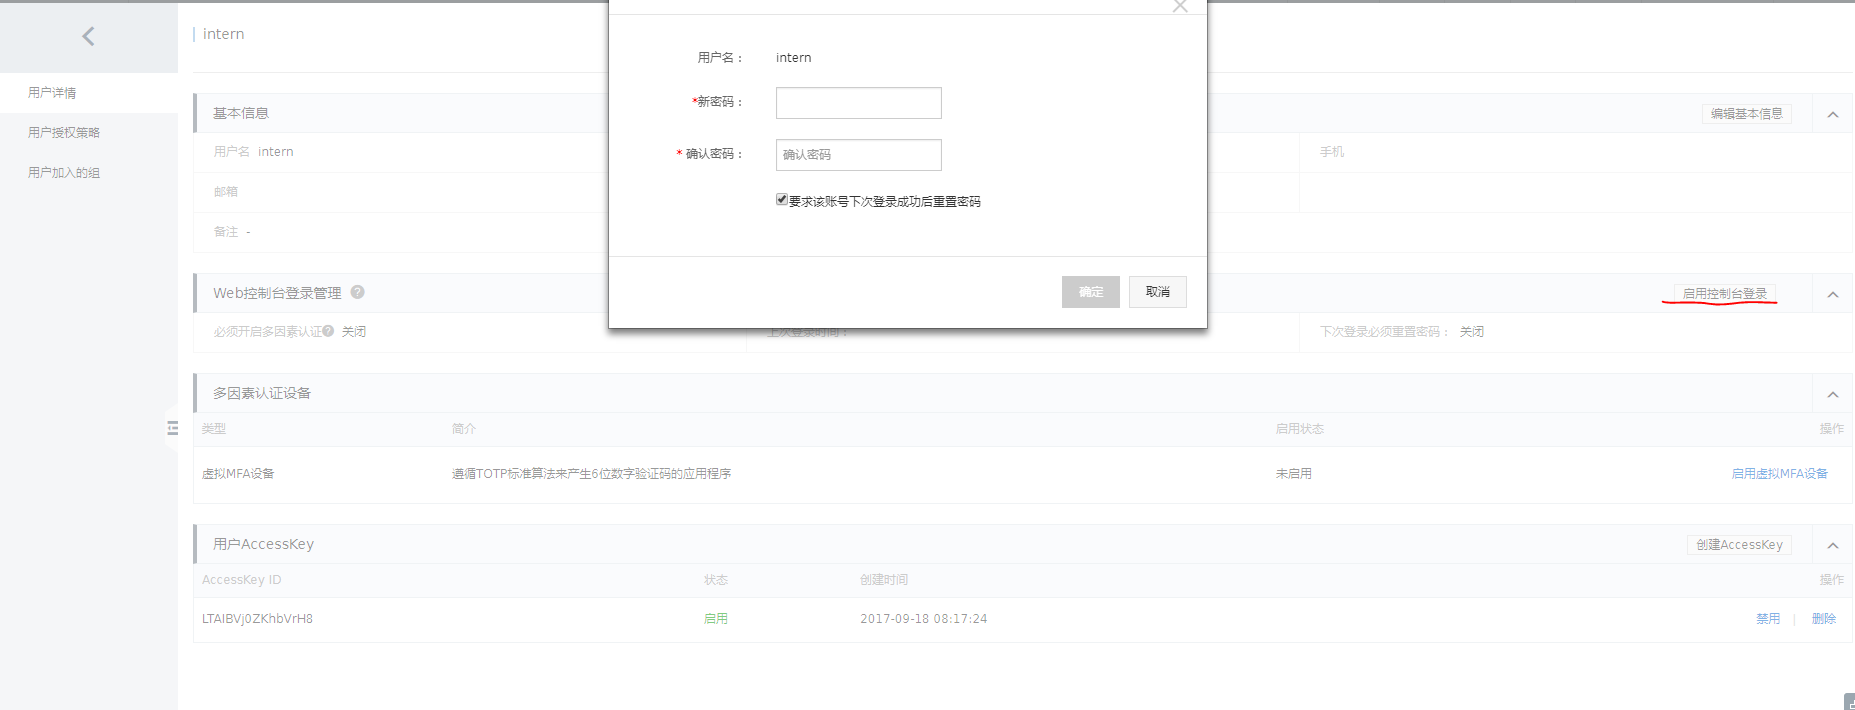 intern
用户详情
用户授权策略
用户加入的组
用户名： intern
*新密码：
* 确认密码： 确认密码
要求该账号下次登录成功后重置密码
确定 取消
基本信息 编辑基本信息
用户名 intern 手机
邮箱
备注 -
Web控制台登录管理 ? 启用控制台登录
必须开启多因素认证? 关闭 上次登录时间： 下次登录必须重置密码： 关闭
多因素认证设备
类型 简介 启用状态 操作
虚拟MFA设备 遵循TOTP标准算法来产生6位数字验证码的应用程序 未启用 启用虚拟MFA设备
用户AccessKey 创建AccessKey
AccessKey ID 状态 创建时间 操作
LTAIBVj0ZKhbVrH8 启用 2017-09-18 08:17:24 禁用 | 删除